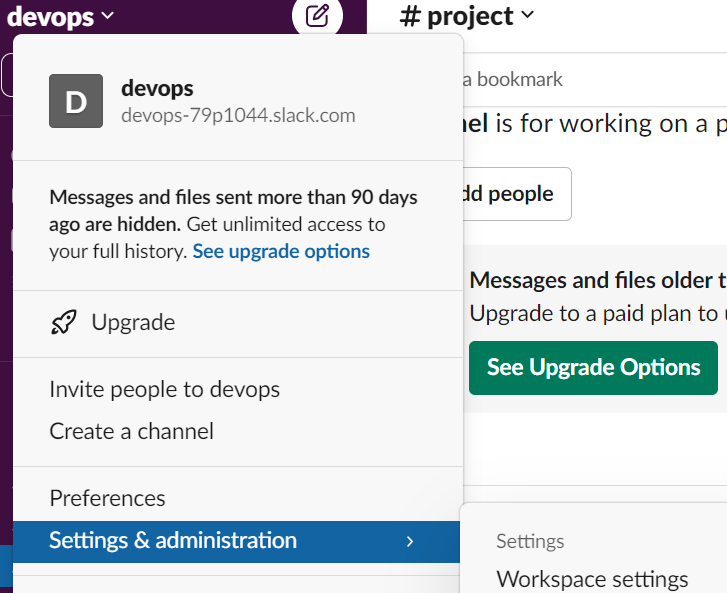 devops
# project
D
devops
devops-79p1044.slack.com
a bookmark
is for working on a
Messages and files sent more than 90 days
ago are hidden. Get unlimited access to
your full history. See upgrade options
people
Messages and files older
Upgrade to a paid plan to
See Upgrade Options
Upgrade
Invite people to devops
Create a channel
Preferences
Settings & administration
Settings
Workspace settings